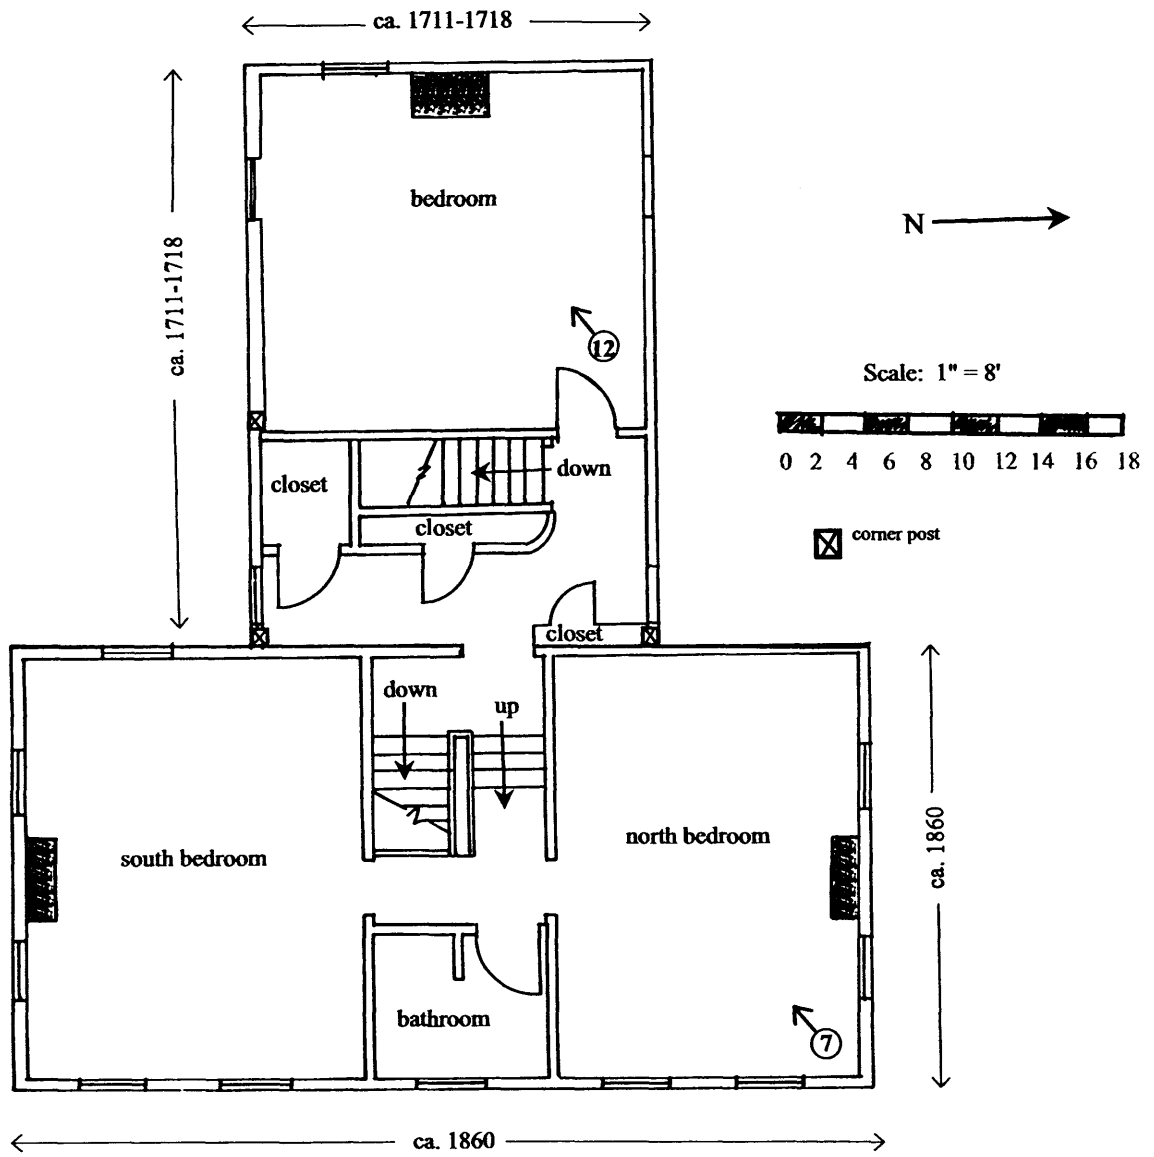 ca. 1711-1718
ca. 1711-1718
bedroom
N
12
Scale: 1" = 8'
0 2 4 6 8 10 12 14 16 18
down
closet
closet
corner post
closet
down
up
ca. 1860
north bedroom
south bedroom
bathroom
7
ca. 1860